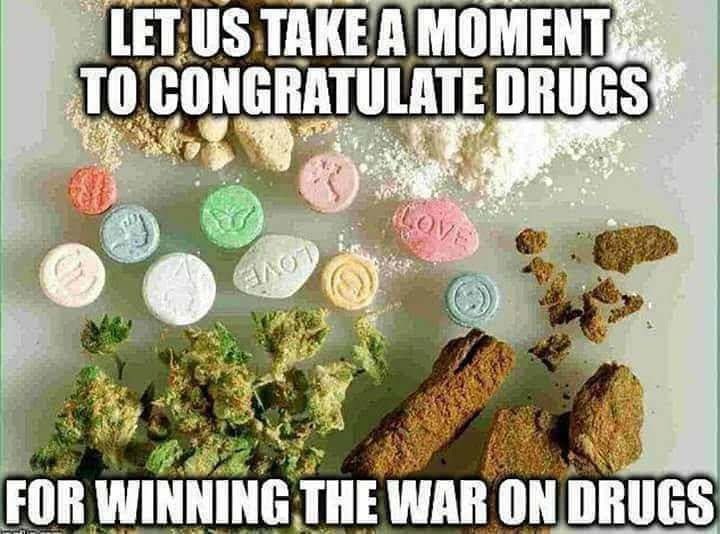 LET US TAKE A MOMENT
TO CONGRATULATE DRUGS
LOVE
LOVE
FOR WINNING THE WAR ON DRUGS